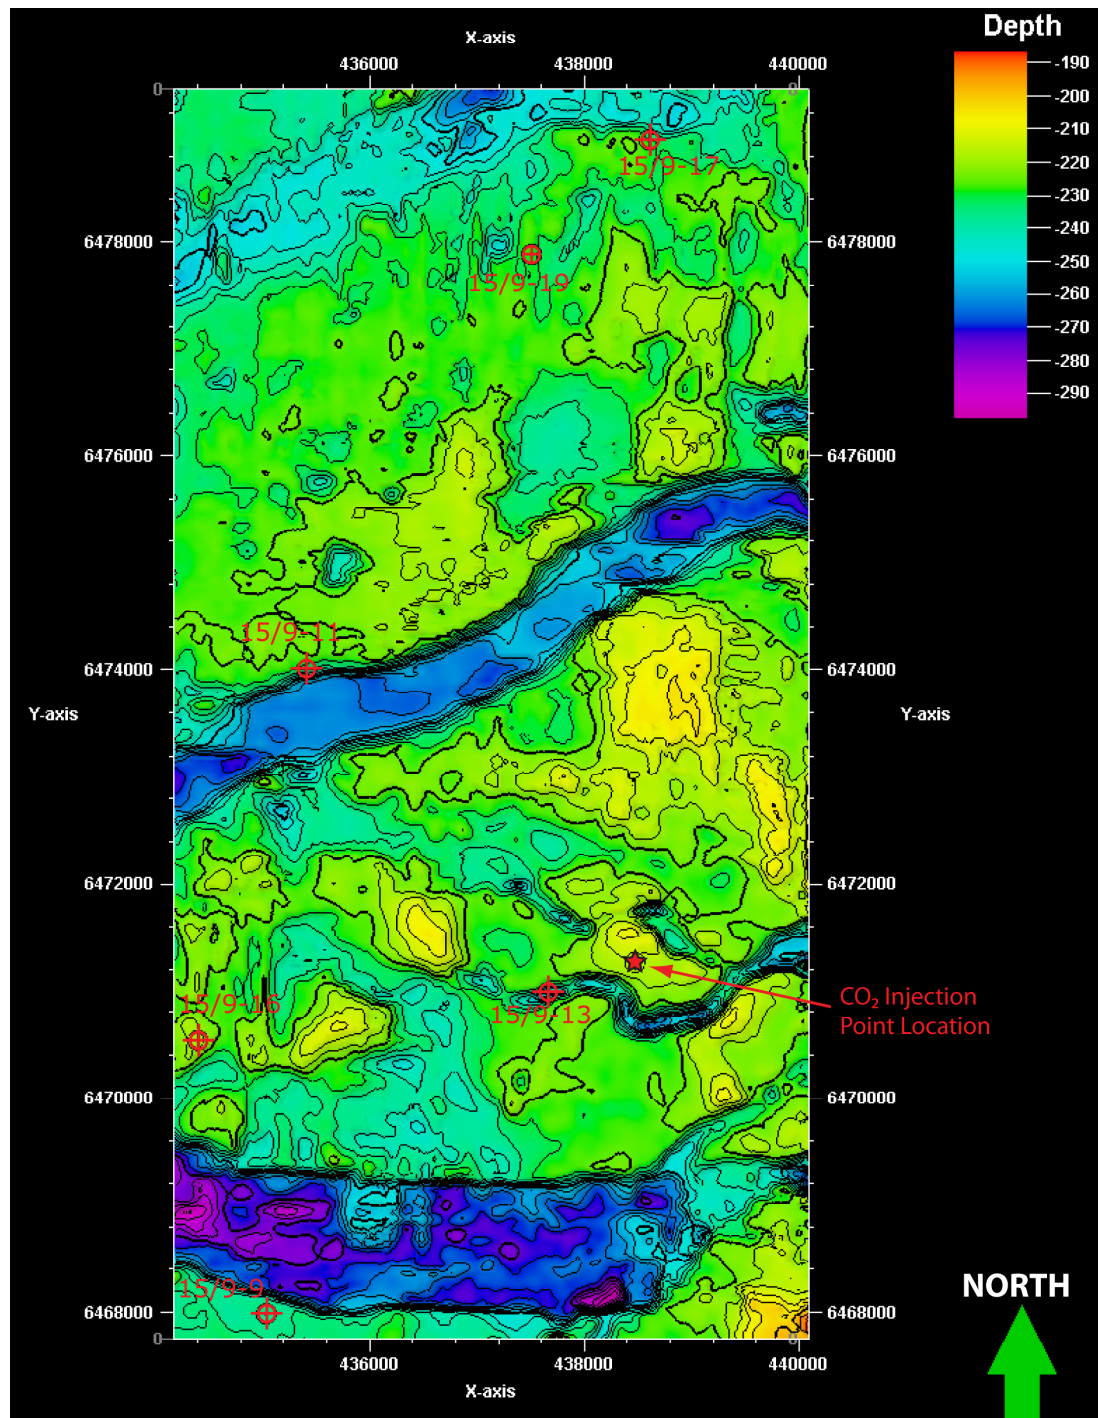 Depth
X-axis
436000 438000 440000
-190
-200
-210
-220
-230
-240
-250
-260
-270
-280
-290
0 0
15/9-17
6478000 6478000
15/9-19
6476000 6476000
15/9-11
6474000 6474000
Y-axis Y-axis
6472000 6472000
15/9-16
15/9-13
CO₂ Injection
Point Location
6470000 6470000
15/9-9
NORTH
6468000 6468000
0 0
436000 438000 440000
X-axis